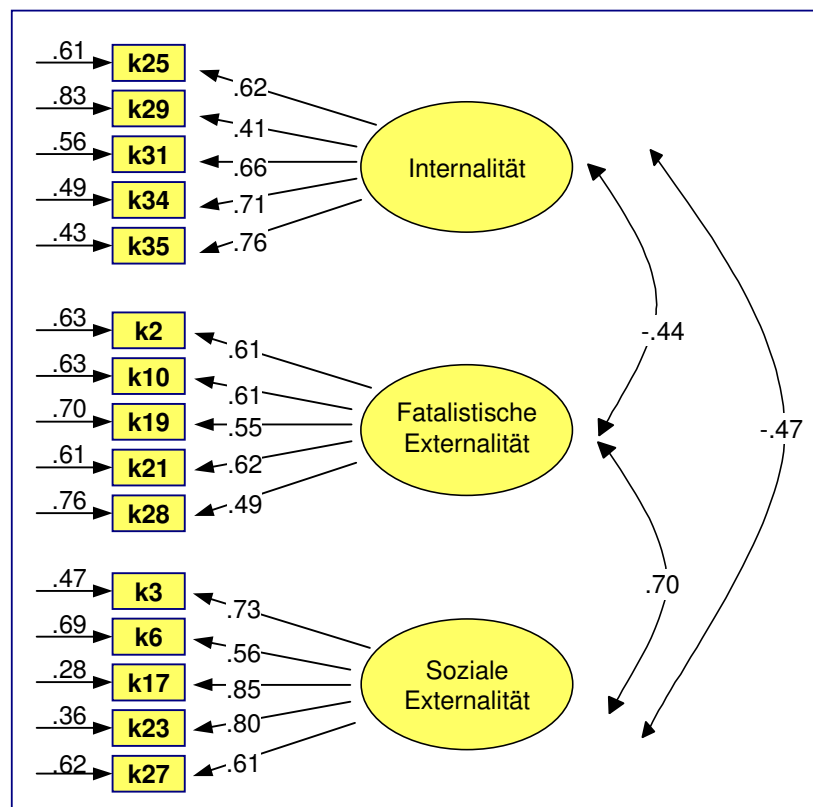 .61 k25 .62
.83 k29 .41
.56 k31 .66
.49 k34 .71
.43 k35 .76
Internalität
.63 k2 .61
.63 k10 .61
.70 k19 .55
.61 k21 .62
.76 k28 .49
Fatalistische
Externalität
.47 k3 .73
.69 k6 .56
.28 k17 .85
.36 k23 .80
.62 k27 .61
Soziale
Externalität
-.44
-.47
.70